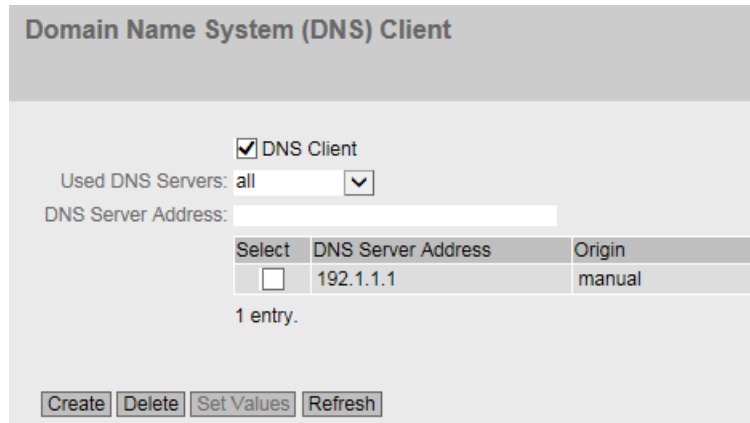 Domain Name System (DNS) Client
DNS Client
Used DNS Servers: all
DNS Server Address:
Select DNS Server Address Origin
192.1.1.1 manual
1 entry.
Create Delete Set Values Refresh